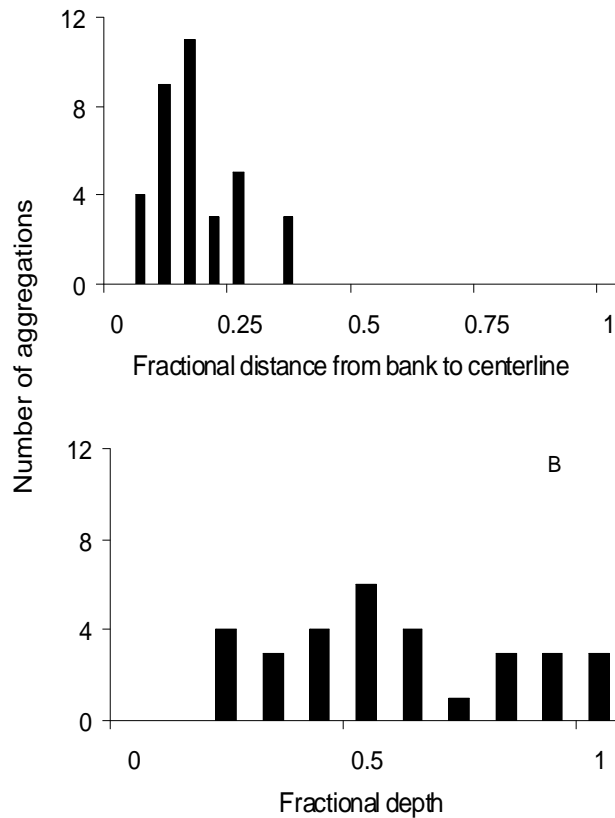 Number of aggregations
12
8
4
0
0 0.25 0.5 0.75 1
Fractional distance from bank to centerline
12
B
8
4
0
0 0.5 1
Fractional depth